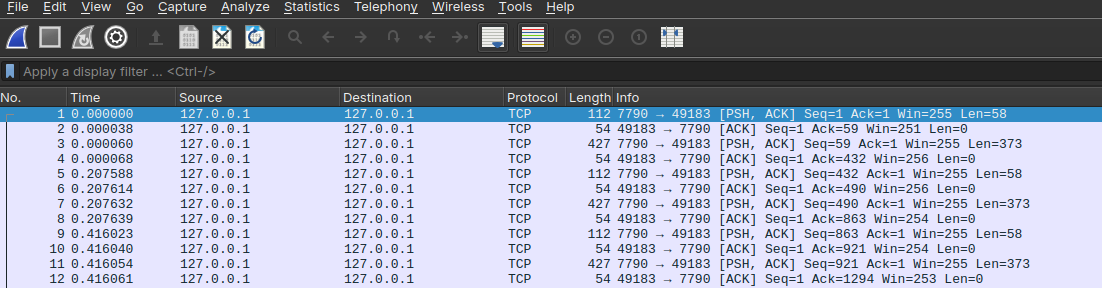 File Edit View Go Capture Analyze Statistics Telephony Wireless Tools Help
Apply a display filter ... <Ctrl-/>
No. Time Source Destination Protocol Length Info
1 0.000000 127.0.0.1 127.0.0.1 TCP 112 7790 → 49183 [PSH, ACK] Seq=1 Ack=1 Win=255 Len=58
2 0.000038 127.0.0.1 127.0.0.1 TCP 54 49183 → 7790 [ACK] Seq=1 Ack=59 Win=251 Len=0
3 0.000060 127.0.0.1 127.0.0.1 TCP 427 7790 → 49183 [PSH, ACK] Seq=59 Ack=1 Win=255 Len=373
4 0.000068 127.0.0.1 127.0.0.1 TCP 54 49183 → 7790 [ACK] Seq=1 Ack=432 Win=256 Len=0
5 0.207588 127.0.0.1 127.0.0.1 TCP 112 7790 → 49183 [PSH, ACK] Seq=432 Ack=1 Win=255 Len=58
6 0.207614 127.0.0.1 127.0.0.1 TCP 54 49183 → 7790 [ACK] Seq=1 Ack=490 Win=256 Len=0
7 0.207632 127.0.0.1 127.0.0.1 TCP 427 7790 → 49183 [PSH, ACK] Seq=490 Ack=1 Win=255 Len=373
8 0.207639 127.0.0.1 127.0.0.1 TCP 54 49183 → 7790 [ACK] Seq=1 Ack=863 Win=254 Len=0
9 0.416023 127.0.0.1 127.0.0.1 TCP 112 7790 → 49183 [PSH, ACK] Seq=863 Ack=1 Win=255 Len=58
10 0.416040 127.0.0.1 127.0.0.1 TCP 54 49183 → 7790 [ACK] Seq=1 Ack=921 Win=254 Len=0
11 0.416054 127.0.0.1 127.0.0.1 TCP 427 7790 → 49183 [PSH, ACK] Seq=921 Ack=1 Win=255 Len=373
12 0.416061 127.0.0.1 127.0.0.1 TCP 54 49183 → 7790 [ACK] Seq=1 Ack=1294 Win=253 Len=0